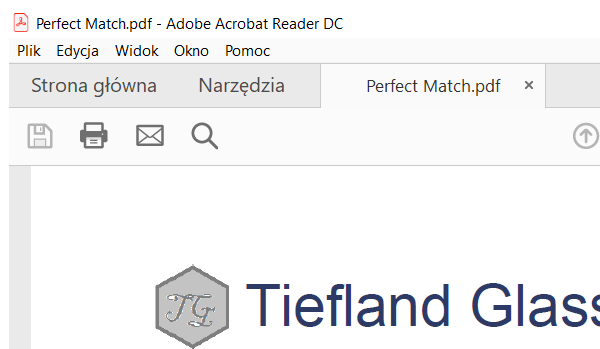 Perfect Match.pdf - Adobe Acrobat Reader DC
Plik Edycja Widok Okno Pomoc
Strona główna Narzędzia Perfect Match.pdf ×
TG Tiefland Glass